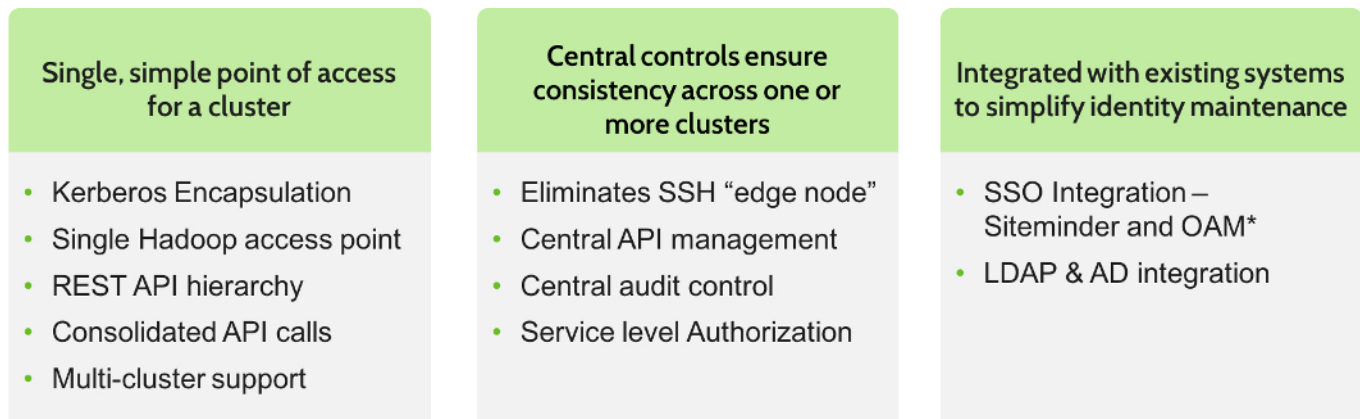 Single, simple point of access
for a cluster
• Kerberos Encapsulation
• Single Hadoop access point
• REST API hierarchy
• Consolidated API calls
• Multi-cluster support
Central controls ensure
consistency across one or
more clusters
• Eliminates SSH “edge node”
• Central API management
• Central audit control
• Service level Authorization
Integrated with existing systems
to simplify identity maintenance
• SSO Integration –
Siteminder and OAM*
• LDAP & AD integration